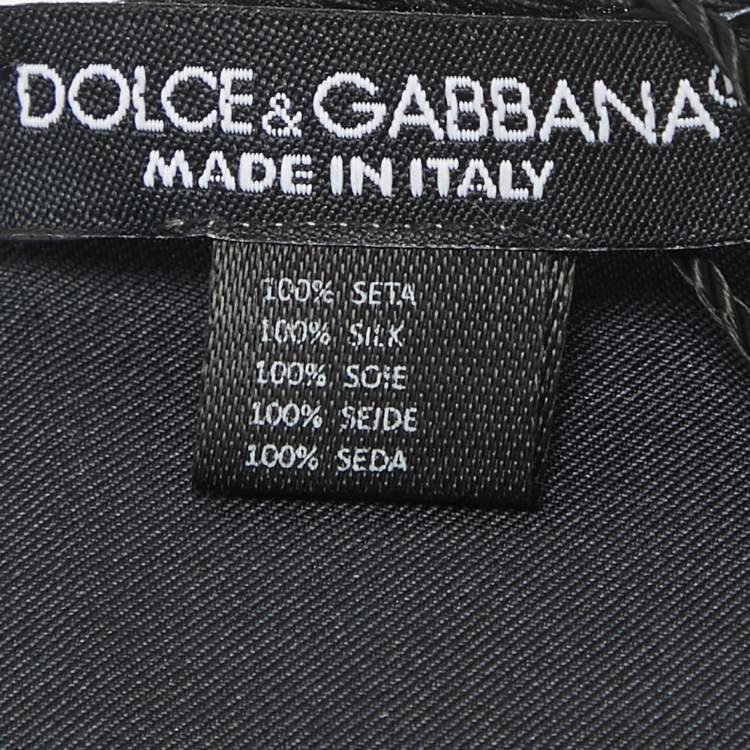 DOLCE & GABBANA
MADE IN ITALY
100% SETA
100% SILK
100% SOIE
100% SEIDE
100% SEDA